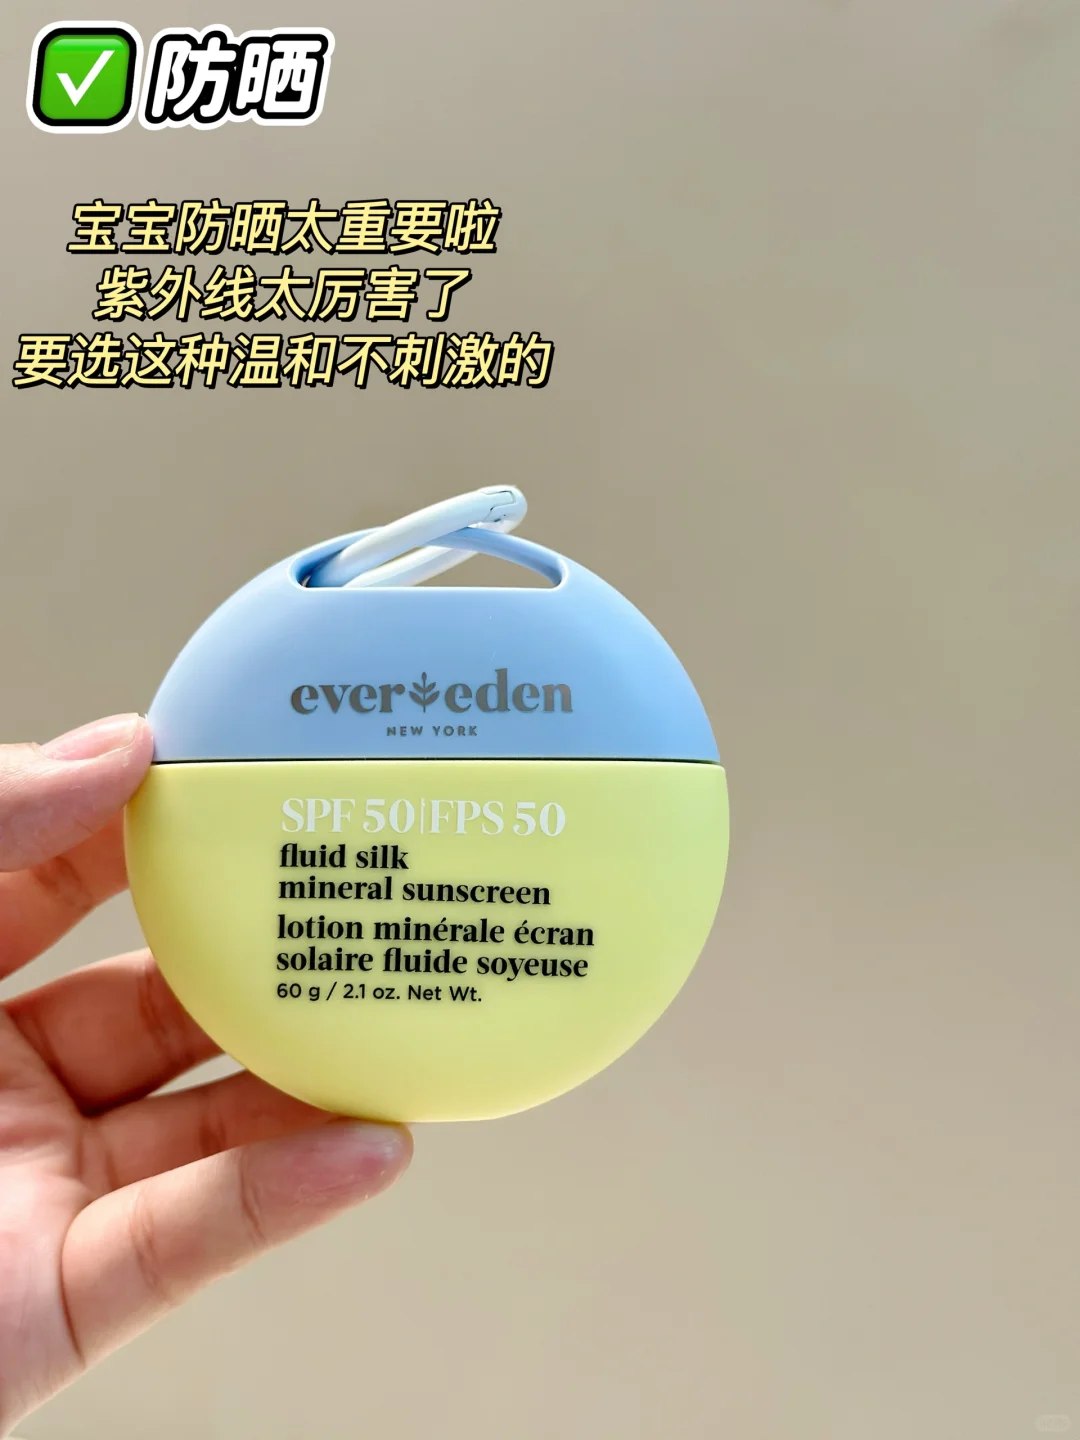 防晒
宝宝防晒太重要啦
紫外线太厉害了
要选这种温和不刺激的
ever eden
NEW YORK
SPF 50|FPS 50
fluid silk
mineral sunscreen
lotion minérale écran
solaire fluide soyeuse
60 g / 2.1 oz. Net Wt.